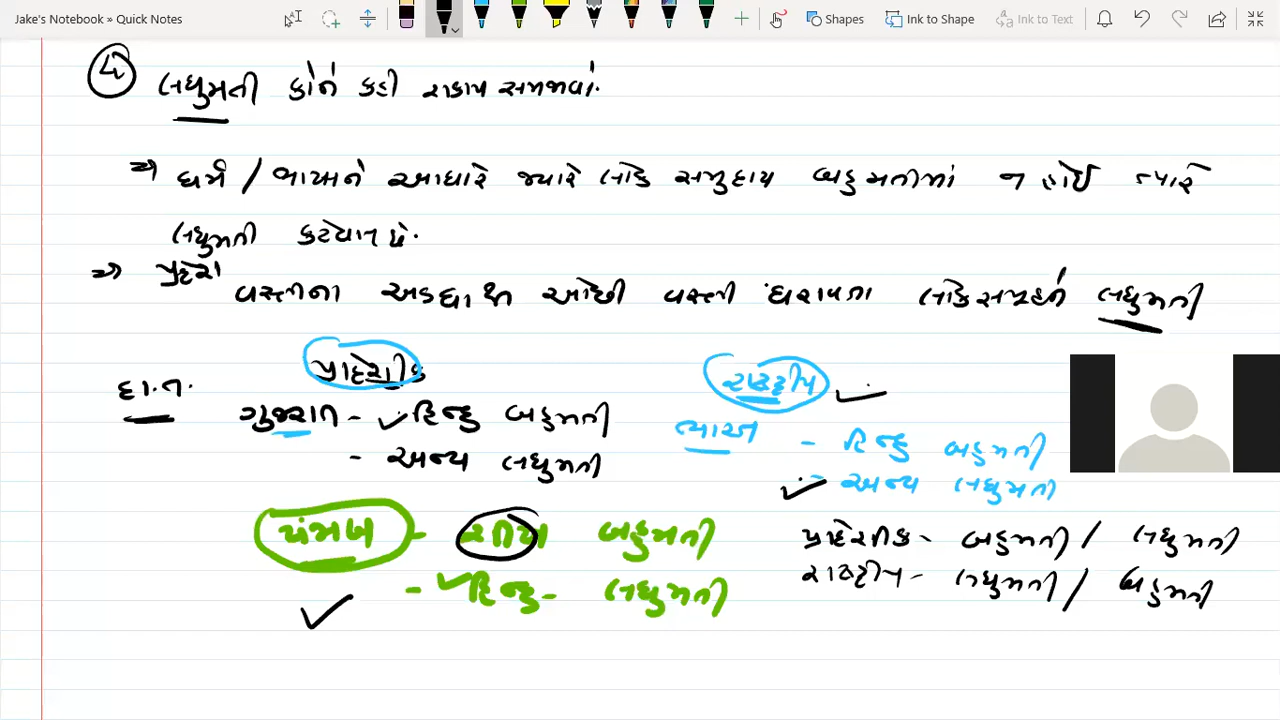 Jake's Notebook » Quick Notes
Shapes Ink to Shape Ink to Text
૬ લઘુમતી કોને કહી શકાય સમજાવો.
⇒ ધર્મ / ભાષાને આધારે જ્યારે લોક સમુદાય બહુમતીમાં ન હોઈ ત્યારે
લઘુમતી કહેવાય છે.
⇒ પ્રદેશ
વસ્તીના અડધાથી ઓછી વસ્તી ધરાવતા લોકસમૂહને લઘુમતી
દા.ત. પ્રાદેશીક રાષ્ટ્રીય
ગુજરાત - હિન્દુ બહુમતી
- અન્ય લઘુમતી
ભારત - હિન્દુ બહુમતી
- અન્ય લઘુમતી
પંજાબ - શીખ બહુમતી
- હિન્દુ - લઘુમતી
પ્રાદેશીક - બહુમતી / લઘુમતી
રાષ્ટ્રીય - લઘુમતી / બહુમતી